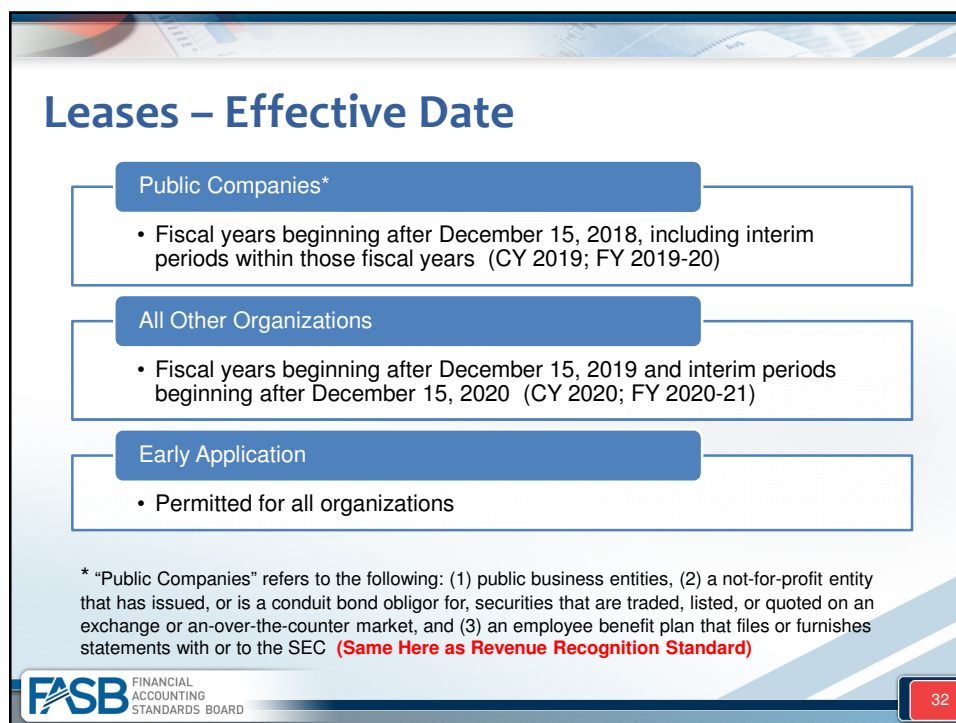 Leases – Effective Date
Public Companies*
• Fiscal years beginning after December 15, 2018, including interim
periods within those fiscal years  (CY 2019; FY 2019-20)
All Other Organizations
• Fiscal years beginning after December 15, 2019 and interim periods
beginning after December 15, 2020  (CY 2020; FY 2020-21)
Early Application
• Permitted for all organizations
* “Public Companies” refers to the following: (1) public business entities, (2) a not-for-profit entity
that has issued, or is a conduit bond obligor for, securities that are traded, listed, or quoted on an
exchange or an-over-the-counter market, and (3) an employee benefit plan that files or furnishes
statements with or to the SEC  (Same Here as Revenue Recognition Standard)
FASB
FINANCIAL
ACCOUNTING
STANDARDS BOARD
32